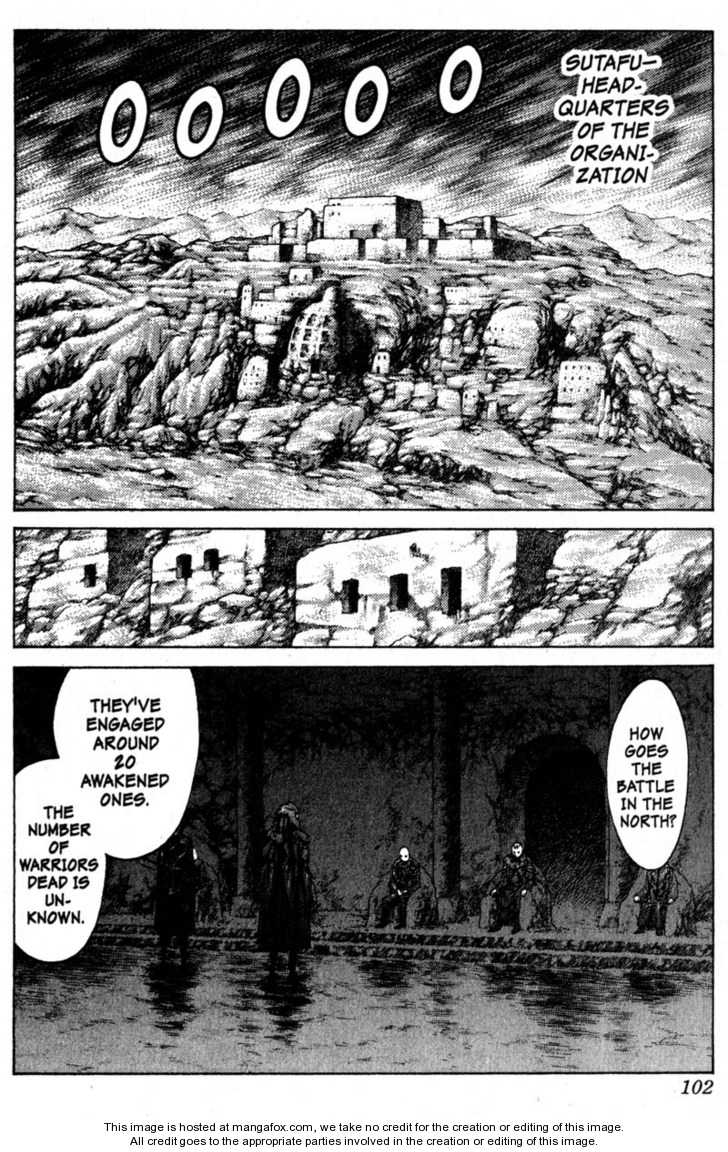 SUTAFU—
HEAD-
QUARTERS
OF THE
ORGANI-
ZATION
OOOOO
HOW
GOES
THE
BATTLE
IN THE
NORTH?
THEY'VE
ENGAGED
AROUND
20
AWAKENED
ONES.
THE
NUMBER
OF
WARRIORS
DEAD IS
UN-
KNOWN.
102
This image is hosted at mangafox.com, we take no credit for the creation or editing of this image.
All credit goes to the appropriate parties involved in the creation or editing of this image.